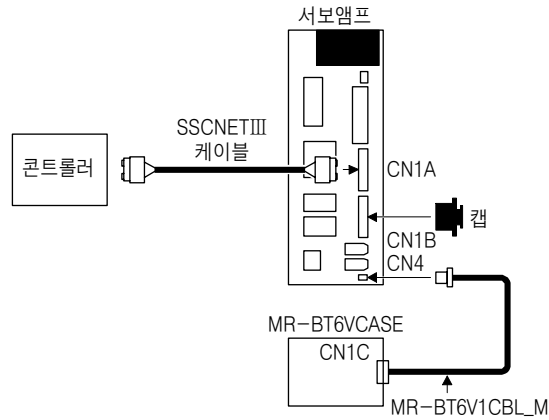 서보앰프
SSCNETⅢ
케이블
콘트롤러
CN1A
캡
CN1B
CN4
MR-BT6VCASE
CN1C
MR-BT6V1CBL_M